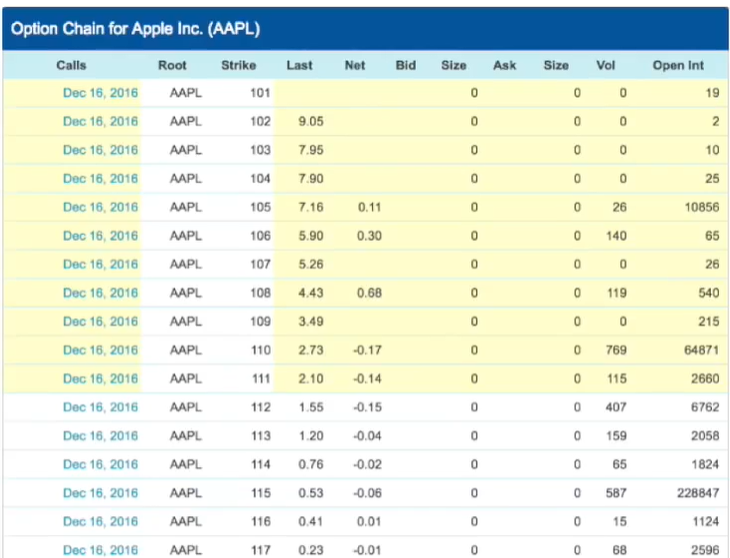 Option Chain for Apple Inc. (AAPL)
Calls Root Strike Last Net Bid Size Ask Size Vol Open Int
Dec 16, 2016 AAPL 101 0 0 0 19
Dec 16, 2016 AAPL 102 9.05 0 0 0 2
Dec 16, 2016 AAPL 103 7.95 0 0 0 10
Dec 16, 2016 AAPL 104 7.90 0 0 0 25
Dec 16, 2016 AAPL 105 7.16 0.11 0 0 26 10856
Dec 16, 2016 AAPL 106 5.90 0.30 0 0 140 65
Dec 16, 2016 AAPL 107 5.26 0 0 0 26
Dec 16, 2016 AAPL 108 4.43 0.68 0 0 119 540
Dec 16, 2016 AAPL 109 3.49 0 0 0 215
Dec 16, 2016 AAPL 110 2.73 -0.17 0 0 769 64871
Dec 16, 2016 AAPL 111 2.10 -0.14 0 0 115 2660
Dec 16, 2016 AAPL 112 1.55 -0.15 0 0 407 6762
Dec 16, 2016 AAPL 113 1.20 -0.04 0 0 159 2058
Dec 16, 2016 AAPL 114 0.76 -0.02 0 0 65 1824
Dec 16, 2016 AAPL 115 0.53 -0.06 0 0 587 228847
Dec 16, 2016 AAPL 116 0.41 0.01 0 0 15 1124
Dec 16, 2016 AAPL 117 0.23 -0.01 0 0 68 2596